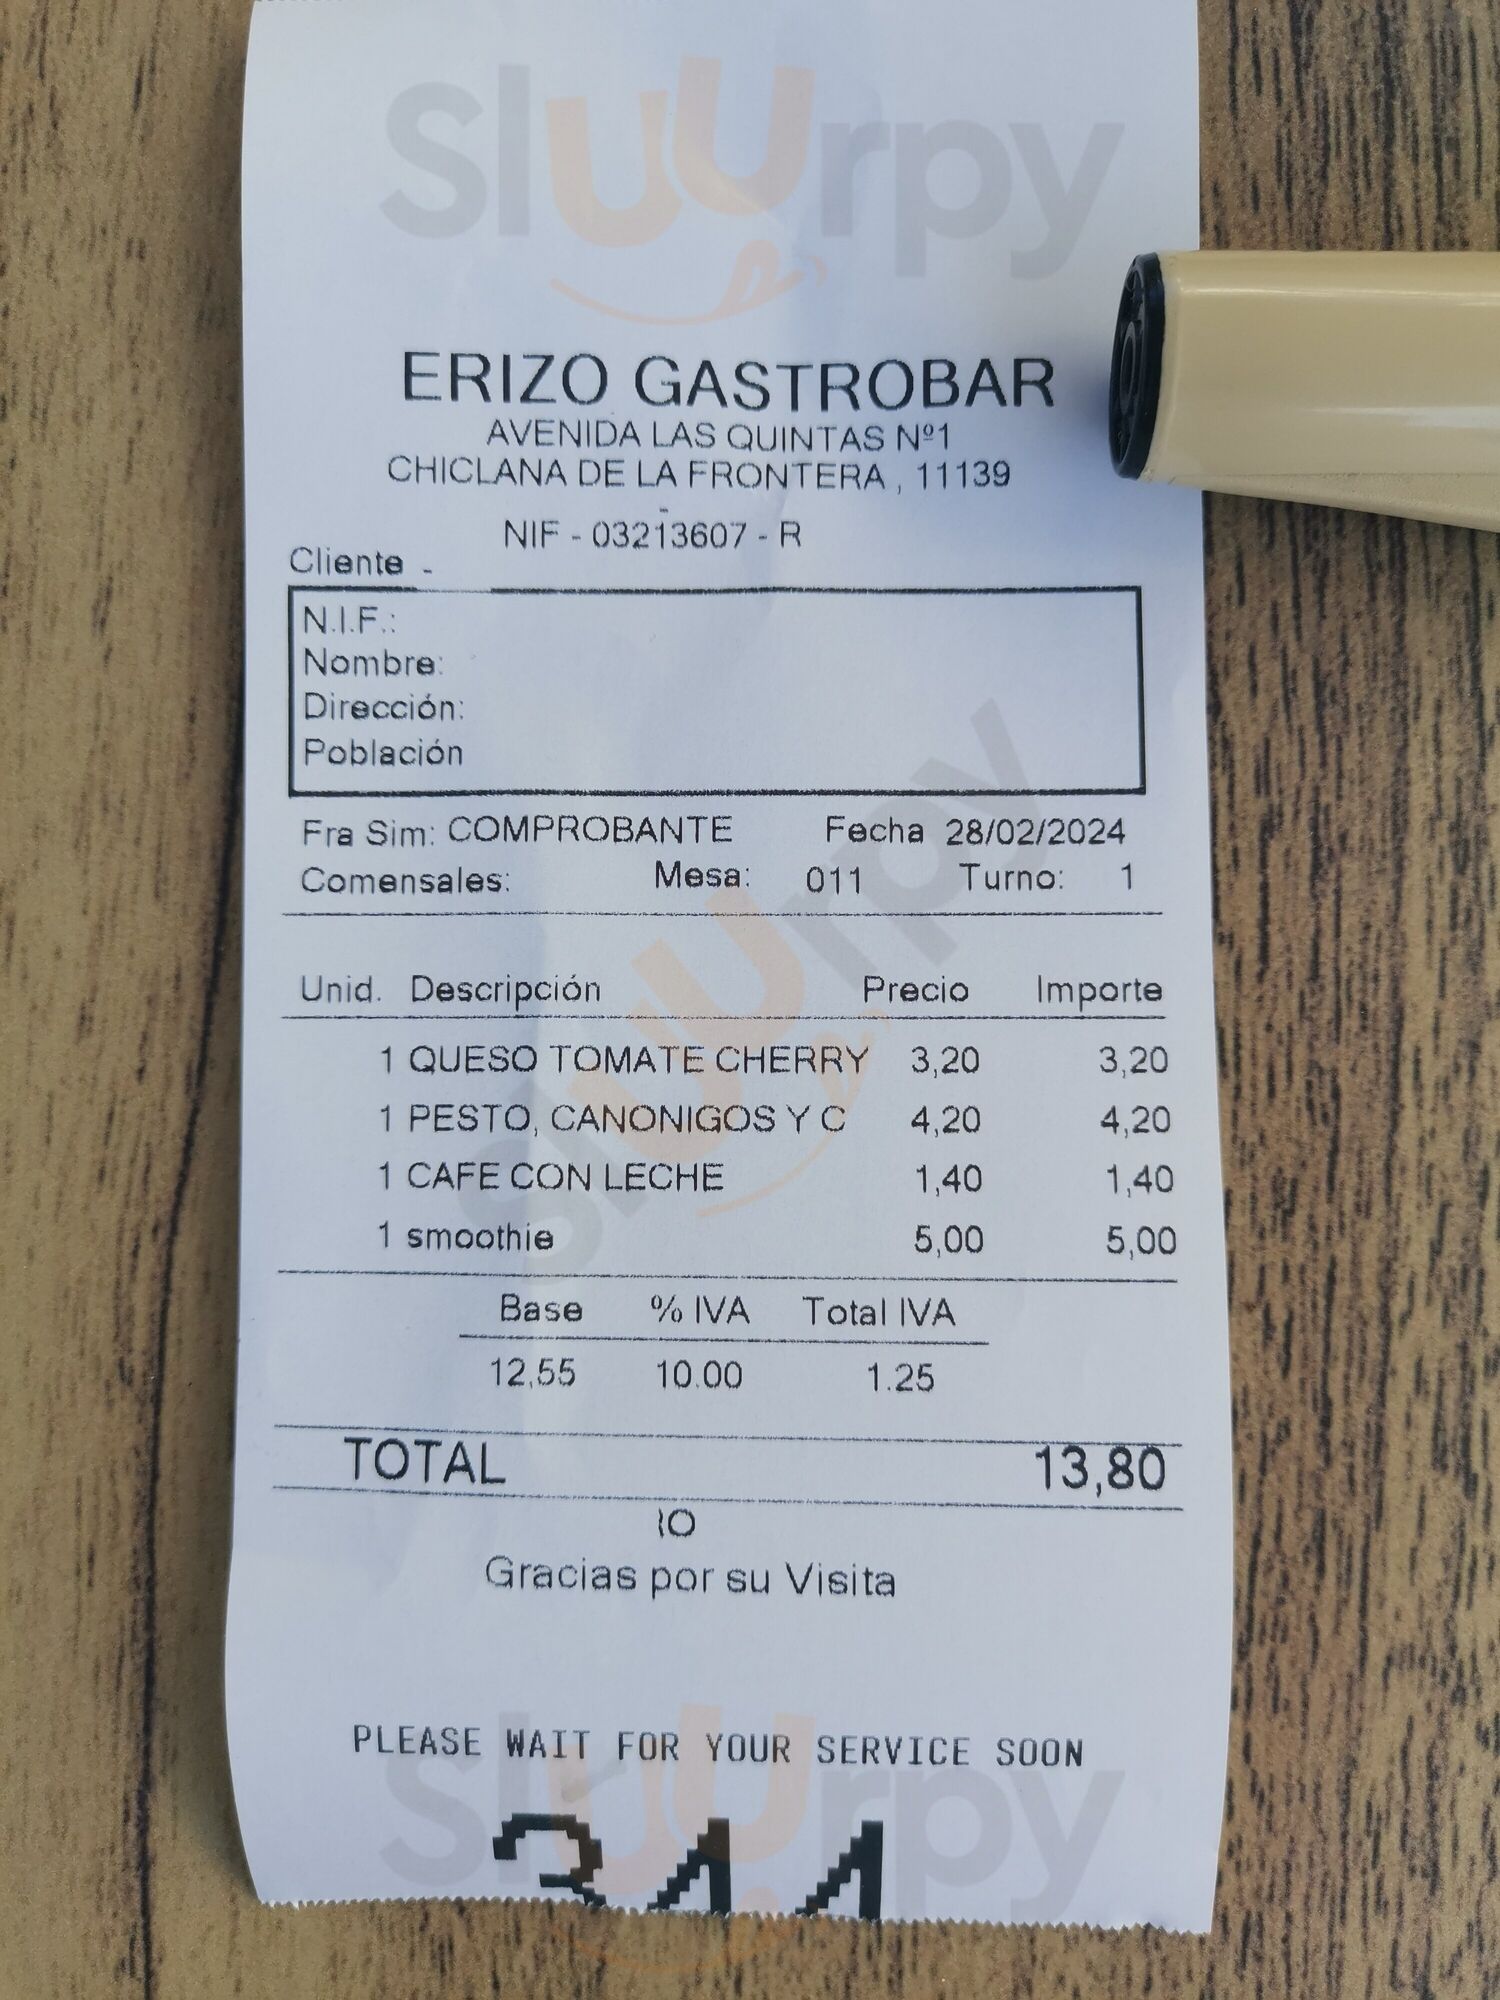 Sluurpy
ERIZO GASTROBAR
AVENIDA LAS QUINTAS Nº1
CHICLANA DE LA FRONTERA , 11139
-
NIF - 03213607 - R
Cliente -
N.I.F.:
Nombre:
Dirección:
Población
Fra Sim: COMPROBANTE Fecha 28/02/2024
Comensales: Mesa: 011 Turno: 1
Sluurpy
Unid. Descripción Precio Importe
1 QUESO TOMATE CHERRY 3,20 3,20
1 PESTO, CANONIGOS Y C 4,20 4,20
1 CAFE CON LECHE 1,40 1,40
1 smoothie 5,00 5,00
Base % IVA Total IVA
12,55 10.00 1.25
TOTAL 13,80
IO
Gracias por su Visita
PLEASE WAIT FOR YOUR SERVICE SOON
Sluurpy